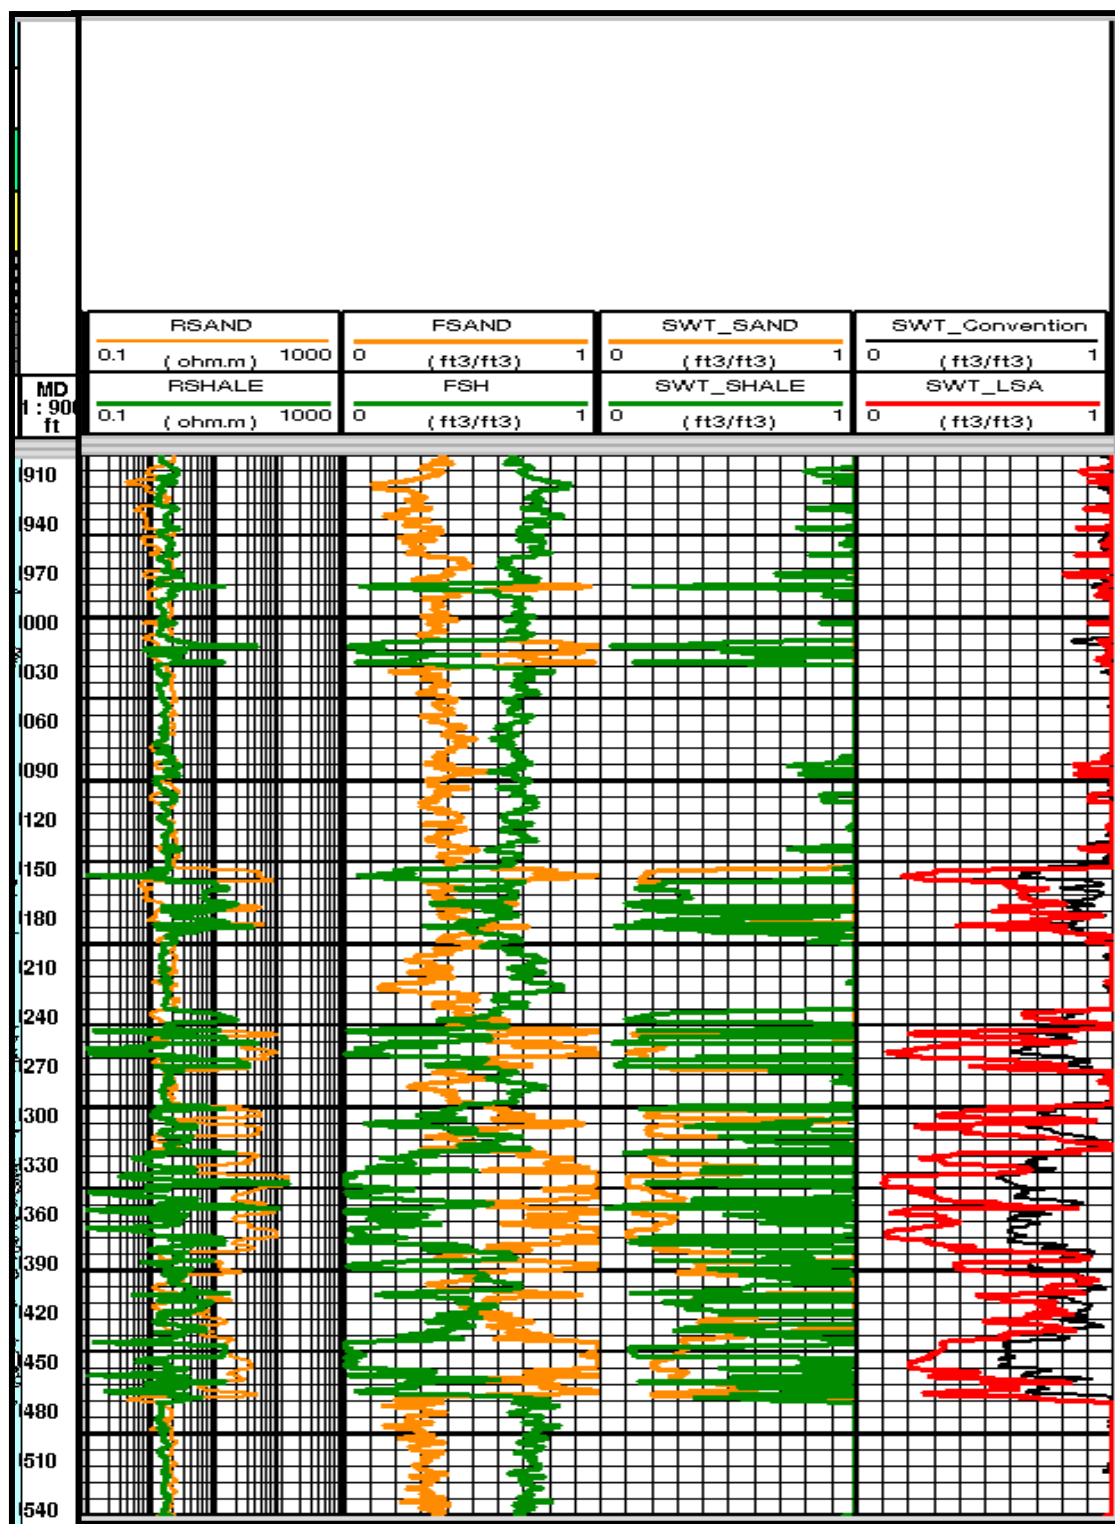 RSAND
0.1 (ohm.m) 1000
RSHALE
0.1 (ohm.m) 1000
FSAND
0 (ft3/ft3) 1
FSH
0 (ft3/ft3) 1
SWT_SAND
0 (ft3/ft3) 1
SWT_SHALE
0 (ft3/ft3) 1
SWT_Convention
0 (ft3/ft3) 1
SWT_LSA
0 (ft3/ft3) 1
MD
1 : 900
ft
910
940
970
000
030
060
090
120
150
180
210
240
270
300
330
360
390
420
450
480
510
540